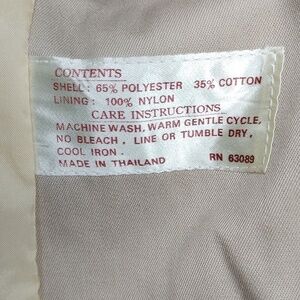 CONTENTS
SHELL: 65% POLYESTER 35% COTTON
LINING: 100% NYLON
CARE INSTRUCTIONS
MACHINE WASH, WARM GENTLE CYCLE,
NO BLEACH, LINE OR TUMBLE DRY,
COOL IRON.
MADE IN THAILAND RN 63089